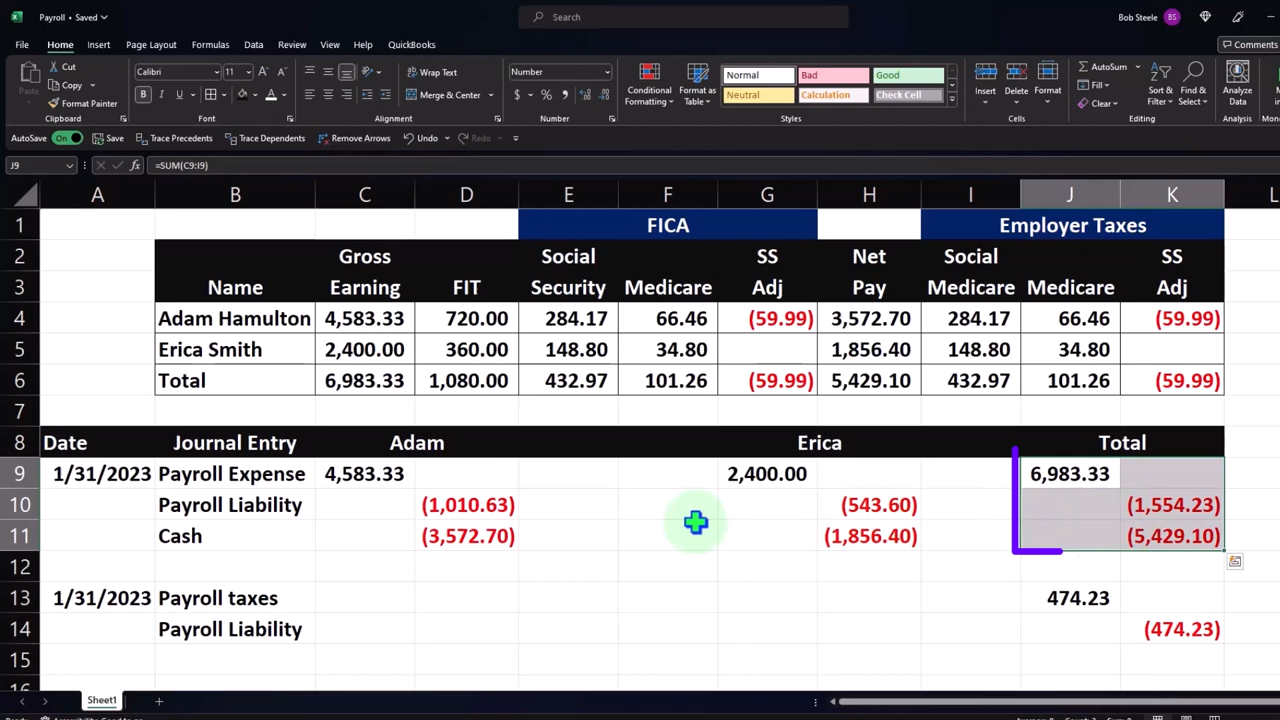 Payroll • Saved
Search
Bob Steele BS
File Home Insert Page Layout Formulas Data Review View Help QuickBooks Comments
Paste Cut Copy Format Painter
Clipboard
Calibri 11
B I U A
Font
Wrap Text
Merge & Center
Alignment
Number
$ % ,
Number
Conditional Formatting Format as Table
Normal Bad Good
Neutral Calculation Check Cell
Styles
Insert Delete Format
Cells
AutoSum Fill Clear
Sort & Filter Find & Select
Editing
Analyze Data
Analysis
AutoSave On Save Trace Precedents Trace Dependents Remove Arrows Undo Redo
J9 fx =SUM(C9:I9)
A B C D E F G H I J K L
1 FICA Employer Taxes
2 Gross Social SS Net Social SS
3 Name Earning FIT Security Medicare Adj Pay Medicare Medicare Adj
4 Adam Hamulton 4,583.33 720.00 284.17 66.46 (59.99) 3,572.70 284.17 66.46 (59.99)
5 Erica Smith 2,400.00 360.00 148.80 34.80 1,856.40 148.80 34.80
6 Total 6,983.33 1,080.00 432.97 101.26 (59.99) 5,429.10 432.97 101.26 (59.99)
7
8 Date Journal Entry Adam Erica Total
9 1/31/2023 Payroll Expense 4,583.33 2,400.00 6,983.33
10 Payroll Liability (1,010.63) (543.60) (1,554.23)
11 Cash (3,572.70) (1,856.40) (5,429.10)
12
13 1/31/2023 Payroll taxes 474.23
14 Payroll Liability (474.23)
15
16
Sheet1